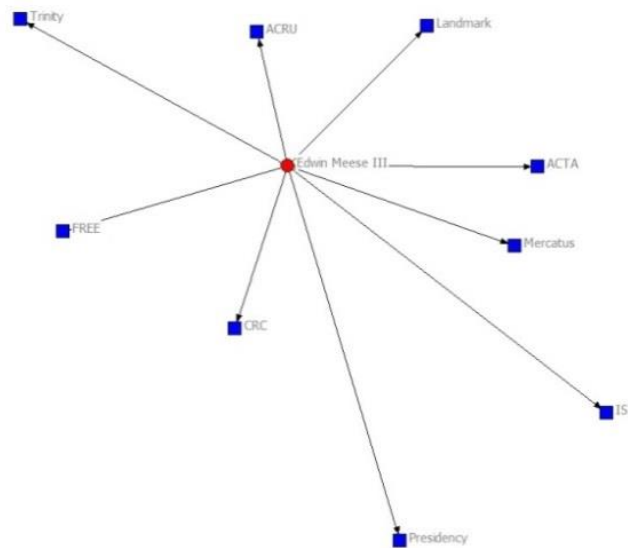 Trinity
ACRU
Landmark
Edwin Meese III
ACTA
FREE
Mercatus
CRC
IS
Presidency